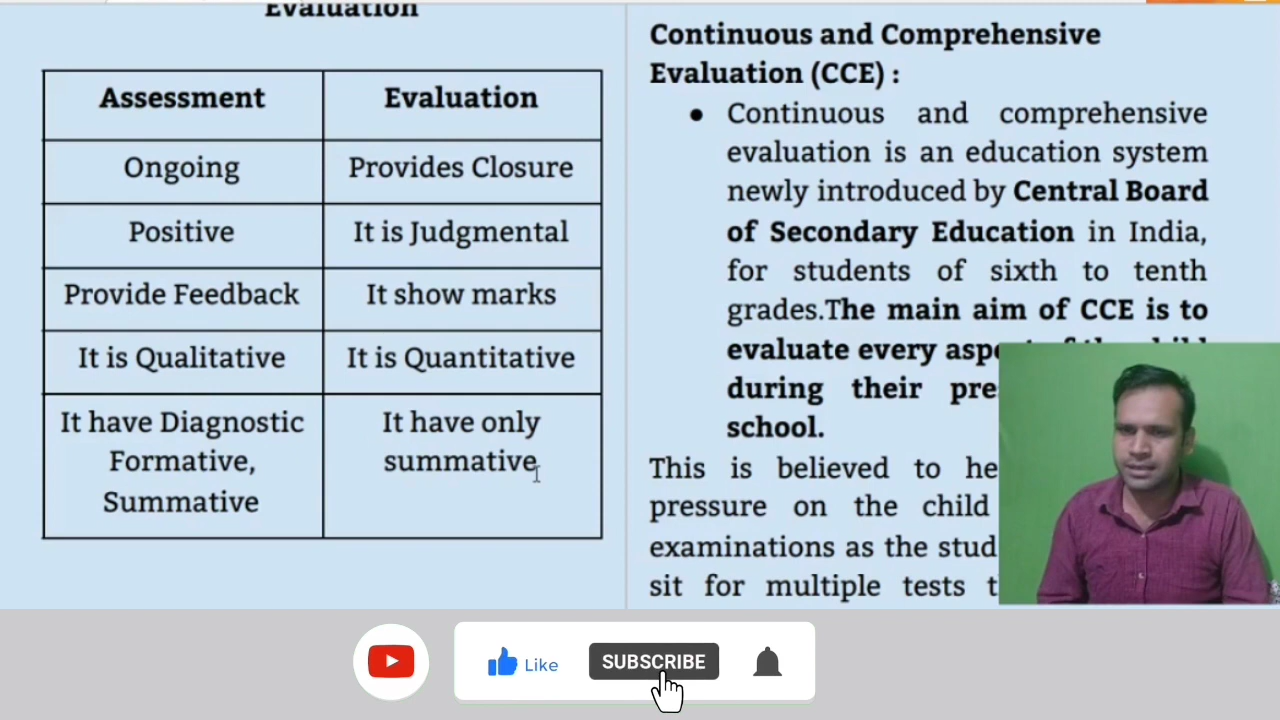 Evaluation
Assessment
Evaluation
Ongoing
Provides Closure
Positive
It is Judgmental
Provide Feedback
It show marks
It is Qualitative
It is Quantitative
It have Diagnostic
Formative,
Summative
It have only
summative
Continuous and Comprehensive
Evaluation (CCE) :
● Continuous and comprehensive
evaluation is an education system
newly introduced by Central Board
of Secondary Education in India,
for students of sixth to tenth
grades.The main aim of CCE is to
evaluate every
during their
school.
This is believed to
pressure on the child
examinations as the
sit for multiple tests
Like
SUBSCRIBE